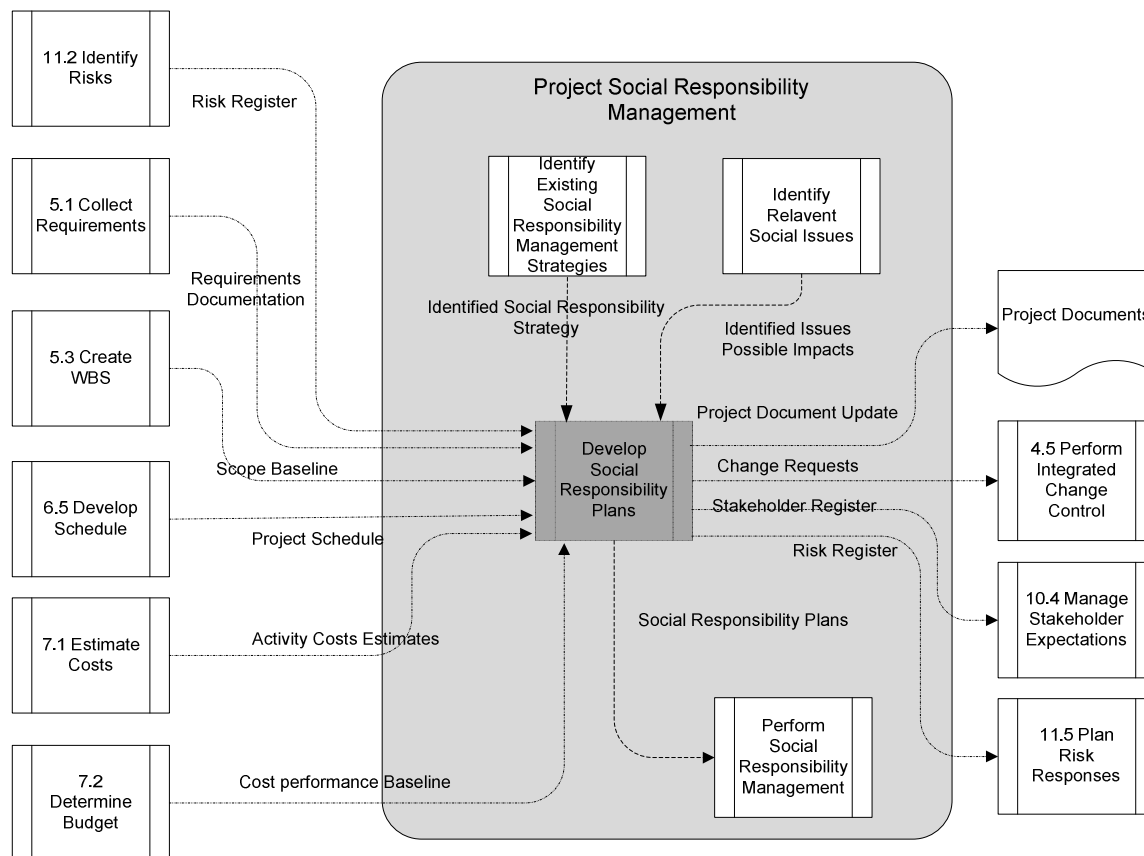 Project Social Responsibility
Management
11.2 Identify
Risks
Risk Register
5.1 Collect
Requirements
Requirements
Documentation
5.3 Create
WBS
Scope Baseline
6.5 Develop
Schedule
Project Schedule
7.1 Estimate
Costs
Activity Costs Estimates
7.2
Determine
Budget
Cost performance Baseline
Identify
Existing
Social
Responsibility
Management
Strategies
Identified Social Responsibility
Strategy
Identify
Relavent
Social Issues
Identified Issues
Possible Impacts
Develop
Social
Responsibility
Plans
Project Document Update
Change Requests
Stakeholder Register
Risk Register
Social Responsibility Plans
Perform
Social
Responsibility
Management
Project Documents
4.5 Perform
Integrated
Change
Control
10.4 Manage
Stakeholder
Expectations
11.5 Plan
Risk
Responses